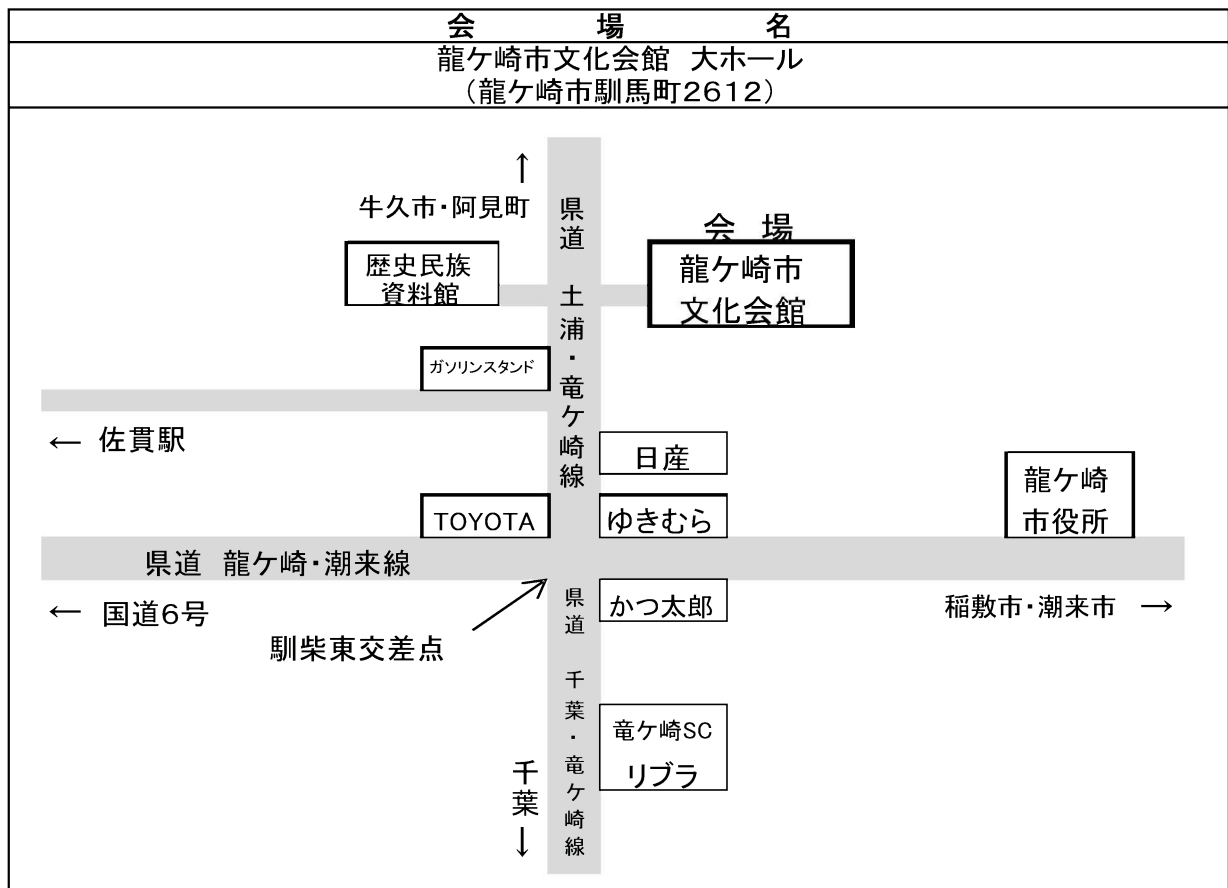 会　場　名
龍ケ崎市文化会館　大ホール
（龍ケ崎市馴馬町2612）
↑
牛久市・阿見町
県道　土浦・竜ケ崎線
会　場
龍ケ崎市
文化会館
歴史民族
資料館
ガソリンスタンド
← 佐貫駅
日産
龍ケ崎
市役所
TOYOTA
ゆきむら
県道　龍ケ崎・潮来線
← 国道6号
かつ太郎
稲敷市・潮来市 →
馴柴東交差点
県道　千葉・竜ケ崎線
竜ケ崎SC
リブラ
千葉
↓